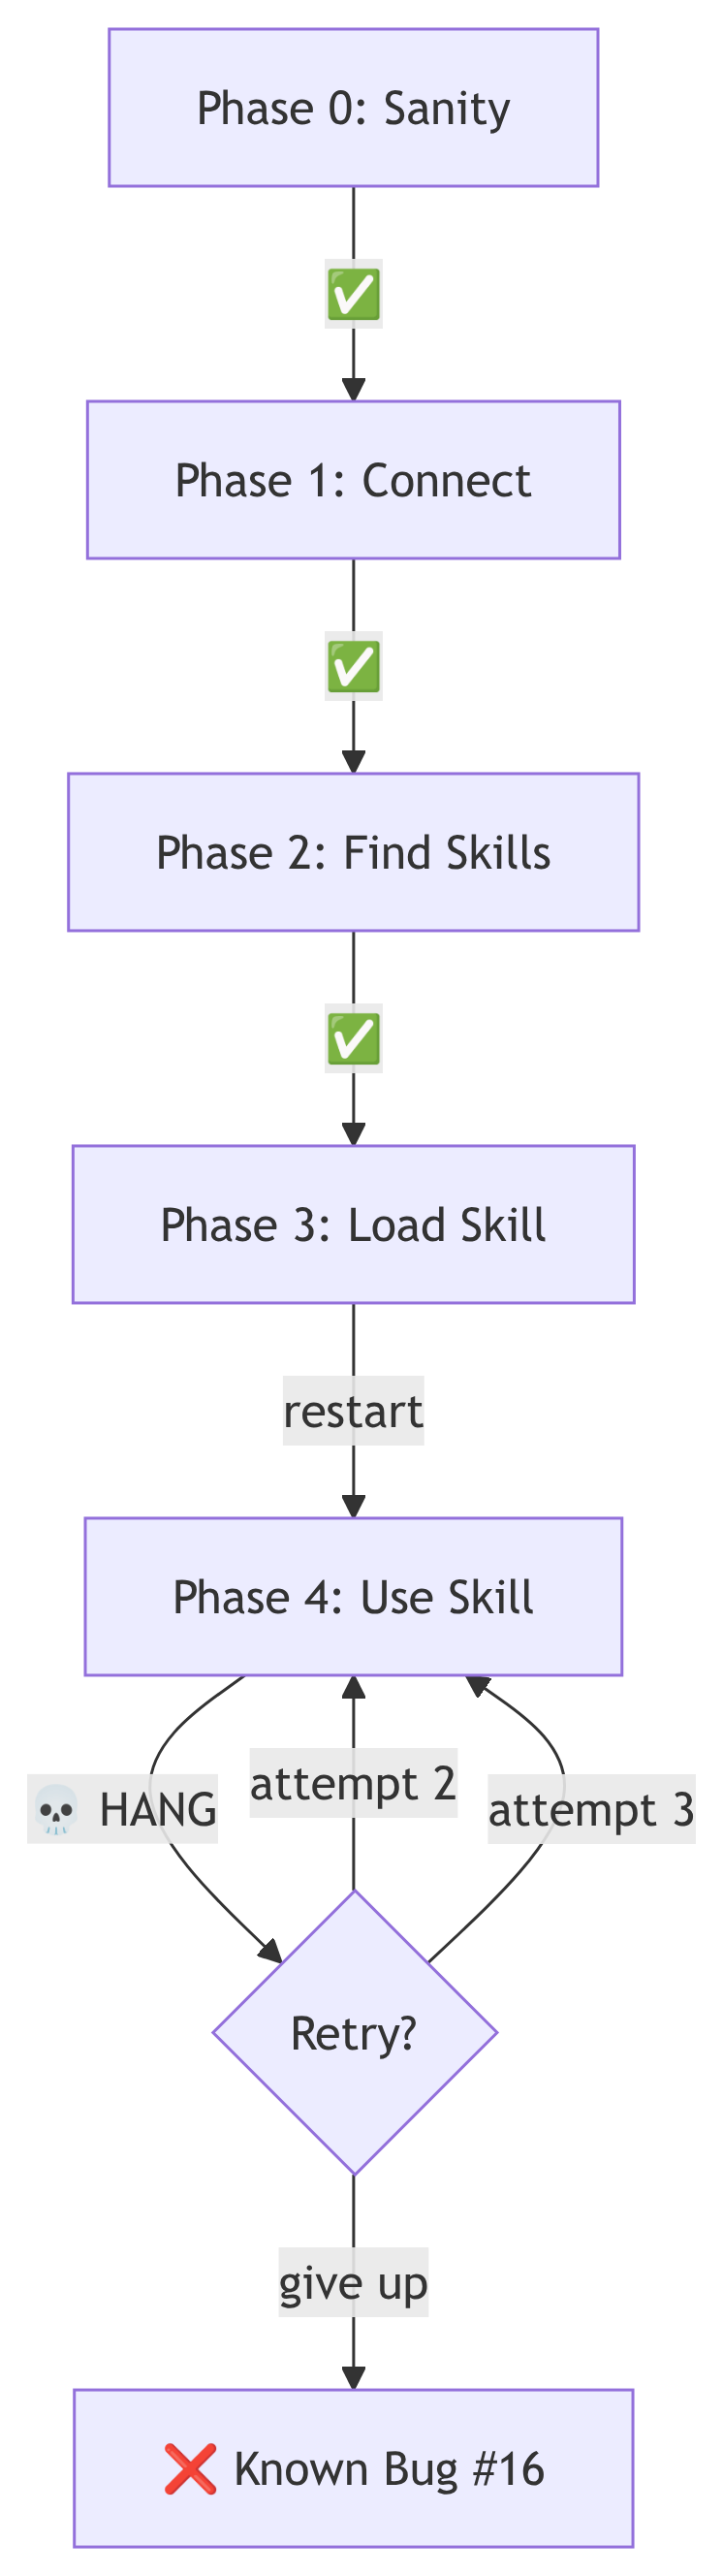 Phase 0: Sanity
✅
Phase 1: Connect
✅
Phase 2: Find Skills
✅
Phase 3: Load Skill
restart
Phase 4: Use Skill
💀 HANG
attempt 2
attempt 3
Retry?
give up
❌ Known Bug #16